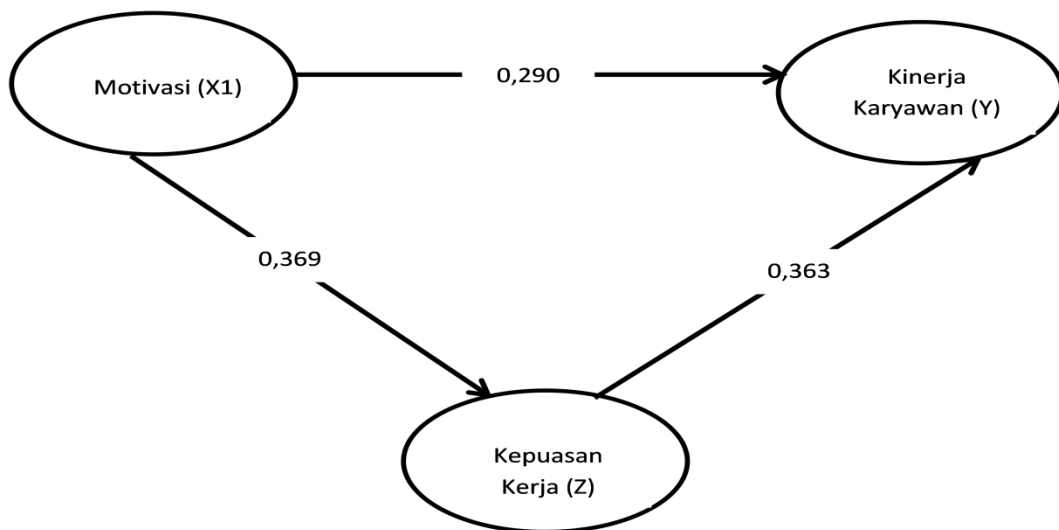 Motivasi (X1)
0,290
Kinerja
Karyawan (Y)
0,369
0,363
Kepuasan
Kerja (Z)